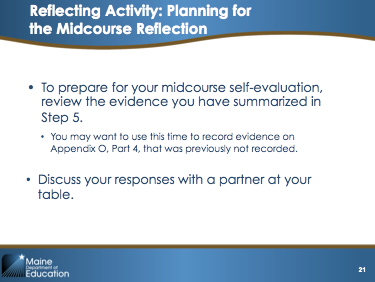 Reflecting Activity: Planning for
the Midcourse Reflection
• To prepare for your midcourse self-evaluation,
review the evidence you have summarized in
Step 5.
• You may want to use this time to record evidence on
Appendix O, Part 4, that was previously not recorded.
• Discuss your responses with a partner at your
table.
Maine
Department of
Education
21